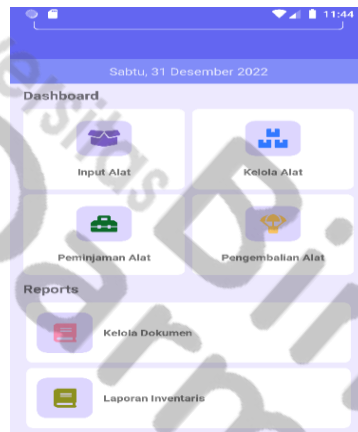 11:44
Sabtu, 31 Desember 2022
Dashboard
Input Alat
Kelola Alat
Peminjaman Alat
Pengembalian Alat
Reports
Kelola Dokumen
Laporan Inventaris